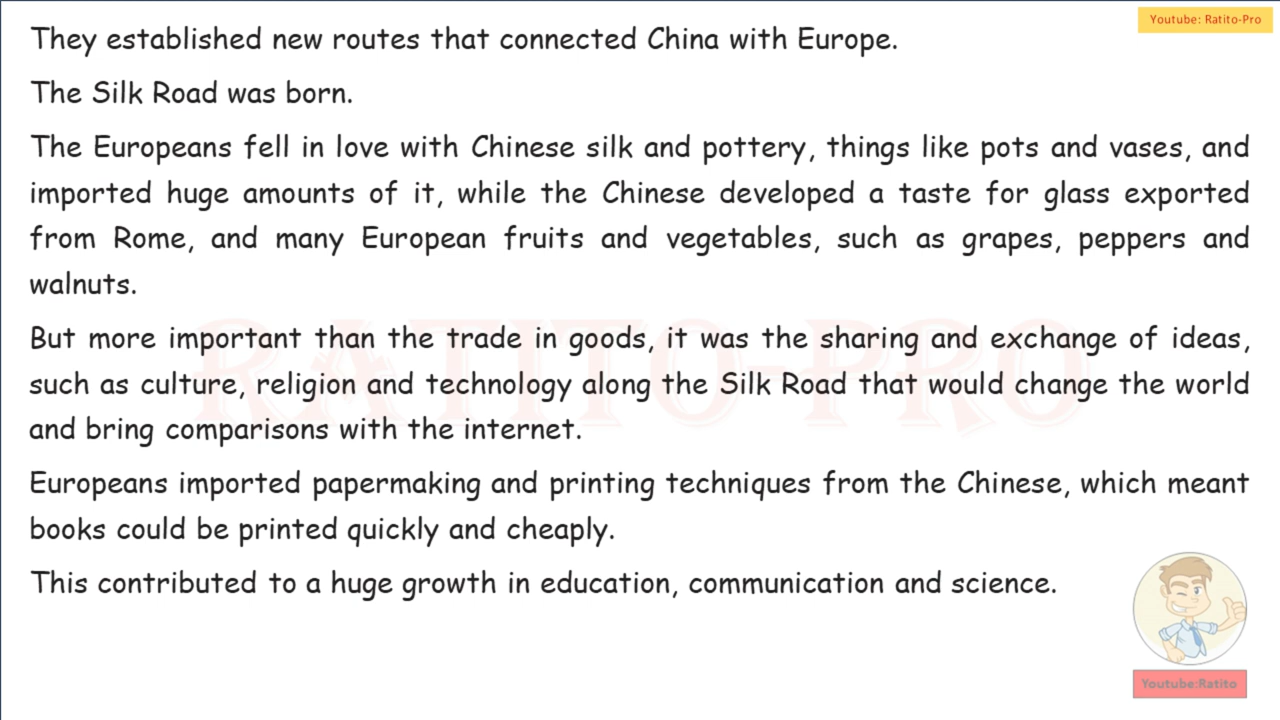 Youtube: Ratito-Pro
They established new routes that connected China with Europe.
The Silk Road was born.
The Europeans fell in love with Chinese silk and pottery, things like pots and vases, and
imported huge amounts of it, while the Chinese developed a taste for glass exported
from Rome, and many European fruits and vegetables, such as grapes, peppers and
walnuts.
RATITO-PRO
But more important than the trade in goods, it was the sharing and exchange of ideas,
such as culture, religion and technology along the Silk Road that would change the world
and bring comparisons with the internet.
Europeans imported papermaking and printing techniques from the Chinese, which meant
books could be printed quickly and cheaply.
This contributed to a huge growth in education, communication and science.
Youtube:Ratito